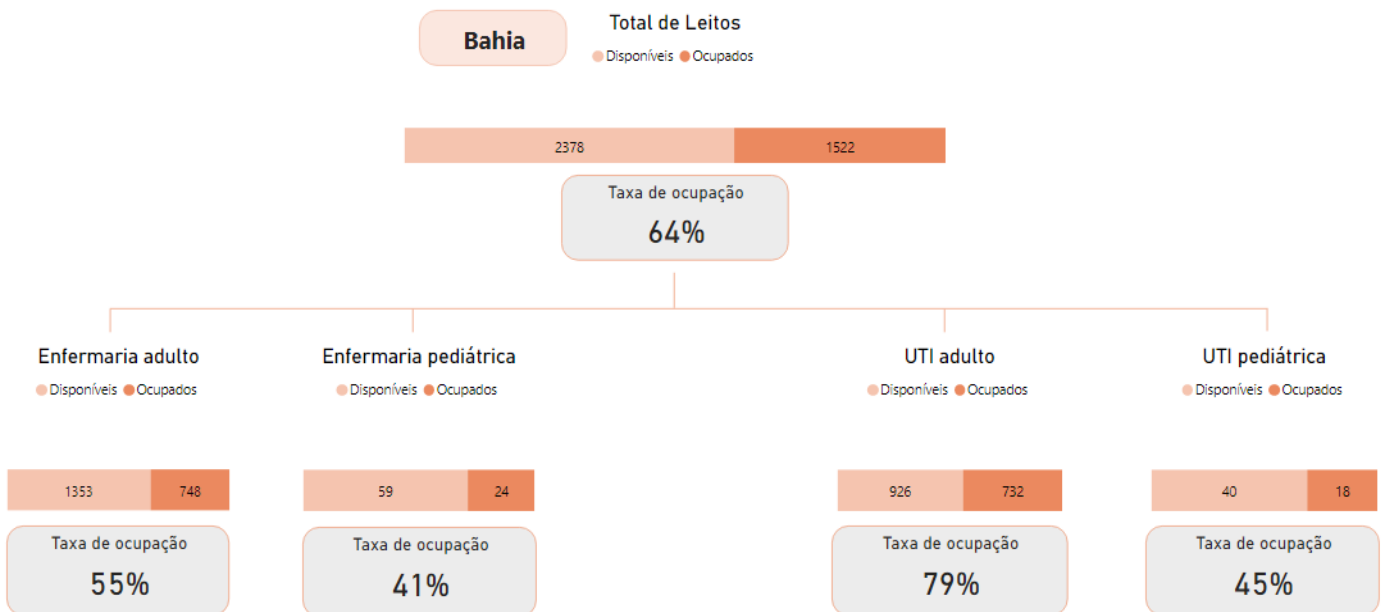 Bahia
Total de Leitos
Disponíveis Ocupados
2378 1522
Taxa de ocupação
64%
Enfermaria adulto
Disponíveis Ocupados
1353 748
Taxa de ocupação
55%
Enfermaria pediátrica
Disponíveis Ocupados
59 24
Taxa de ocupação
41%
UTI adulto
Disponíveis Ocupados
926 732
Taxa de ocupação
79%
UTI pediátrica
Disponíveis Ocupados
40 18
Taxa de ocupação
45%